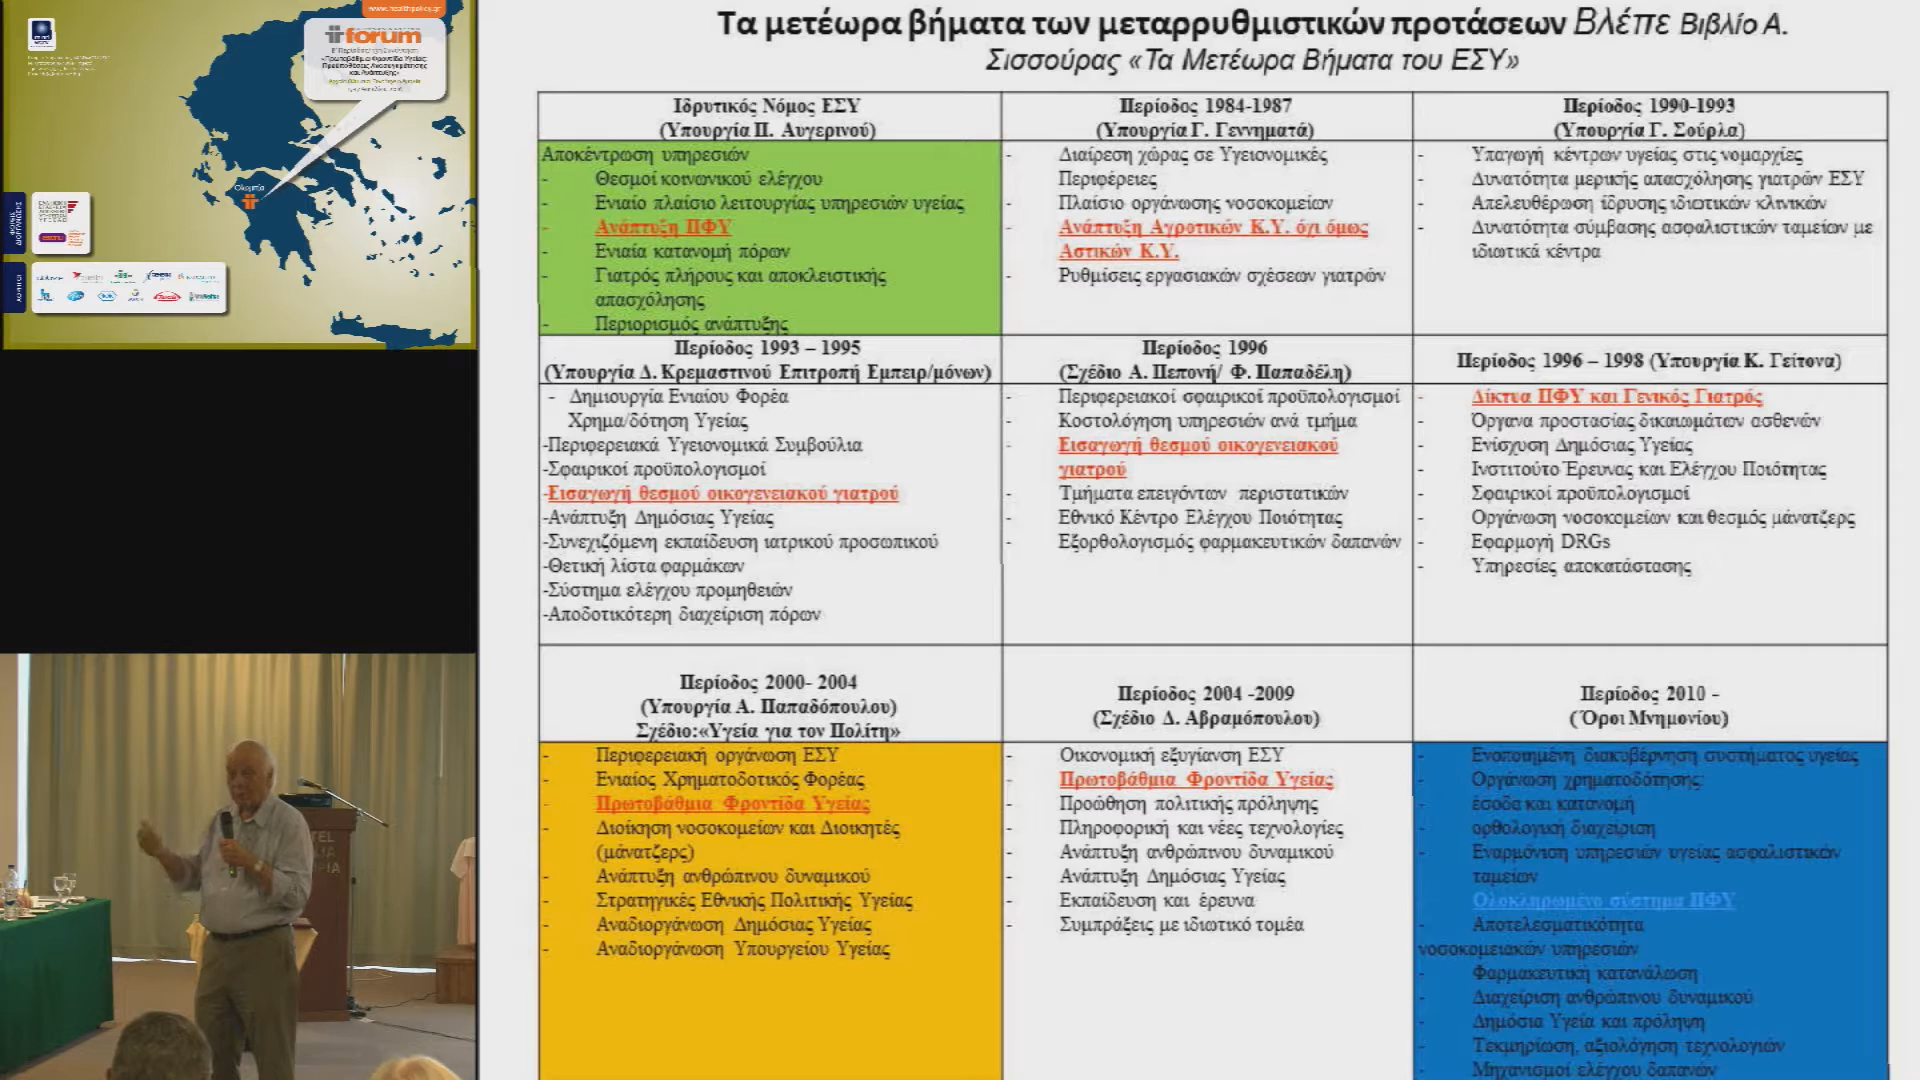 Τα μετέωρα βήματα των μεταρρυθμιστικών προτάσεων Βλέπε Βιβλίο Α.
Σισσούρας «Τα Μετέωρα Βήματα του ΕΣΥ»
www.healthpolicy.gr
forum
«Πρωτοβάθμια Φροντίδα Υγείας:
Προϋποθέσεις Ανασυγκρότησης
και Ανάπτυξης»
Ολυμπία
ΧΟΡΗΓΟΙ
Ιδρυτικός Νόμος ΕΣΥ
(Υπουργία Π. Αυγερινού)
Αποκέντρωση υπηρεσιών
- Θεσμοί κοινωνικού ελέγχου
- Ενιαίο πλαίσιο λειτουργίας υπηρεσιών υγείας
- Ανάπτυξη ΠΦΥ
- Ενιαία κατανομή πόρων
- Γιατρός πλήρους και αποκλειστικής
απασχόλησης
- Περιορισμός ανάπτυξης
Περίοδος 1984-1987
(Υπουργία Γ. Γεννηματά)
- Διαίρεση χώρας σε Υγειονομικές
Περιφέρειες
- Πλαίσιο οργάνωσης νοσοκομείων
- Ανάπτυξη Αγροτικών Κ.Υ. όχι όμως
Αστικών Κ.Υ.
- Ρυθμίσεις εργασιακών σχέσεων γιατρών
Περίοδος 1990-1993
(Υπουργία Γ. Σούρλα)
- Υπαγωγή κέντρων υγείας στις νομαρχίες
- Δυνατότητα μερικής απασχόλησης γιατρών ΕΣΥ
- Απελευθέρωση ίδρυσης ιδιωτικών κλινικών
- Δυνατότητα σύμβασης ασφαλιστικών ταμείων με
ιδιωτικά κέντρα
Περίοδος 1993 – 1995
(Υπουργία Δ. Κρεμαστινού Επιτροπή Εμπειρ/μόνων)
- Δημιουργία Ενιαίου Φορέα
Χρημα/δότηση Υγείας
-Περιφερειακά Υγειονομικά Συμβούλια
-Σφαιρικοί προϋπολογισμοί
-Εισαγωγή θεσμού οικογενειακού γιατρού
-Ανάπτυξη Δημόσιας Υγείας
-Συνεχιζόμενη εκπαίδευση ιατρικού προσωπικού
-Θετική λίστα φαρμάκων
-Σύστημα ελέγχου προμηθειών
-Αποδοτικότερη διαχείριση πόρων
Περίοδος 1996
(Σχέδιο Α. Πεπονή/ Φ. Παπαδέλη)
- Περιφερειακοί σφαιρικοί προϋπολογισμοί
- Κοστολόγηση υπηρεσιών ανά τμήμα
- Εισαγωγή θεσμού οικογενειακού
γιατρού
- Τμήματα επειγόντων περιστατικών
- Εθνικό Κέντρο Ελέγχου Ποιότητας
- Εξορθολογισμός φαρμακευτικών δαπανών
Περίοδος 1996 – 1998 (Υπουργία Κ. Γείτονα)
- Δίκτυα ΠΦΥ και Γενικός Γιατρός
- Όργανα προστασίας δικαιωμάτων ασθενών
- Ενίσχυση Δημόσιας Υγείας
- Ινστιτούτο Έρευνας και Ελέγχου Ποιότητας
- Σφαιρικοί προϋπολογισμοί
- Οργάνωση νοσοκομείων και θεσμός μάνατζερς
- Εφαρμογή DRGs
- Υπηρεσίες αποκατάστασης
Περίοδος 2000- 2004
(Υπουργία Α. Παπαδόπουλου)
Σχέδιο:«Υγεία για τον Πολίτη»
- Περιφερειακή οργάνωση ΕΣΥ
- Ενιαίος Χρηματοδοτικός Φορέας
- Πρωτοβάθμια Φροντίδα Υγείας
- Διοίκηση νοσοκομείων και Διοικητές
(μάνατζερς)
- Ανάπτυξη ανθρώπινου δυναμικού
- Στρατηγικές Εθνικής Πολιτικής Υγείας
- Αναδιοργάνωση Δημόσιας Υγείας
- Αναδιοργάνωση Υπουργείου Υγείας
Περίοδος 2004 -2009
(Σχέδιο Δ. Αβραμόπουλου)
- Οικονομική εξυγίανση ΕΣΥ
- Πρωτοβάθμια Φροντίδα Υγείας
- Προώθηση πολιτικής πρόληψης
- Πληροφορική και νέες τεχνολογίες
- Ανάπτυξη ανθρώπινου δυναμικού
- Ανάπτυξη Δημόσιας Υγείας
- Εκπαίδευση και έρευνα
- Συμπράξεις με ιδιωτικό τομέα
Περίοδος 2010 -
(Όροι Μνημονίου)
- Ενοποιημένη διακυβέρνηση συστήματος υγείας
- Οργάνωση χρηματοδότησης:
- έσοδα και κατανομή
- ορθολογική διαχείριση
- Εναρμόνιση υπηρεσιών υγείας ασφαλιστικών
ταμείων
Ολοκληρωμένο σύστημα ΠΦΥ
- Αποτελεσματικότητα
νοσοκομειακών υπηρεσιών
- Φαρμακευτική κατανάλωση
- Διαχείριση ανθρώπινου δυναμικού
- Δημόσια Υγεία και πρόληψη
- Τεκμηρίωση, αξιολόγηση τεχνολογιών
- Μηχανισμοί ελέγχου δαπανών